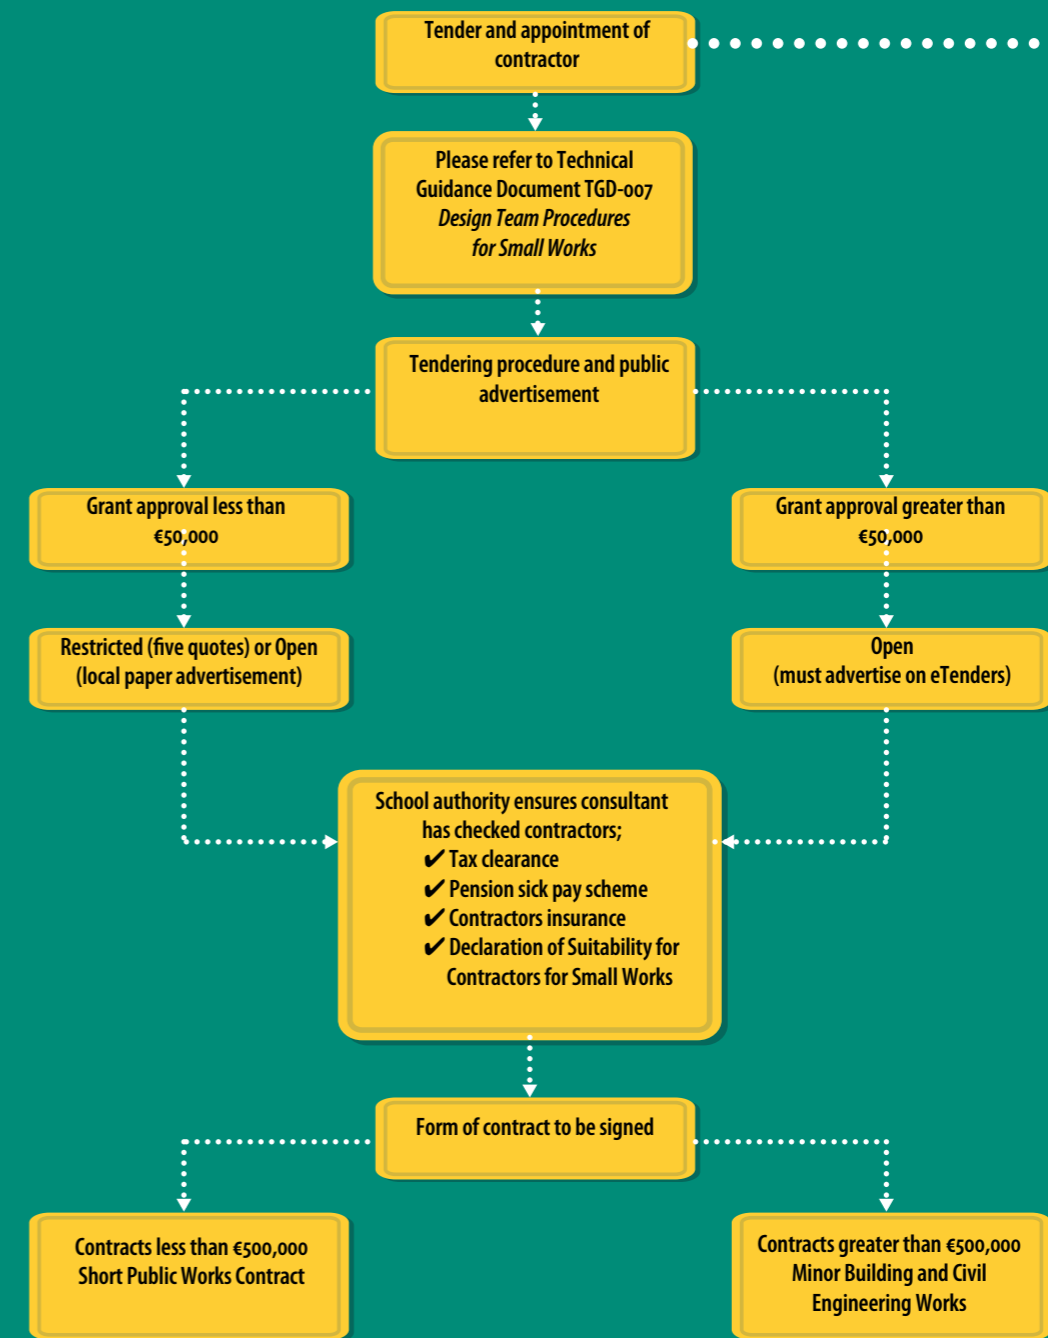 Tender and appointment of
contractor
Please refer to Technical
Guidance Document TGD-007
Design Team Procedures
for Small Works
Tendering procedure and public
advertisement
Grant approval less than
€50,000
Grant approval greater than
€50,000
Restricted (five quotes) or Open
(local paper advertisement)
Open
(must advertise on eTenders)
School authority ensures consultant
has checked contractors;
✔ Tax clearance
✔ Pension sick pay scheme
✔ Contractors insurance
✔ Declaration of Suitability for
Contractors for Small Works
Form of contract to be signed
Contracts less than €500,000
Short Public Works Contract
Contracts greater than €500,000
Minor Building and Civil
Engineering Works